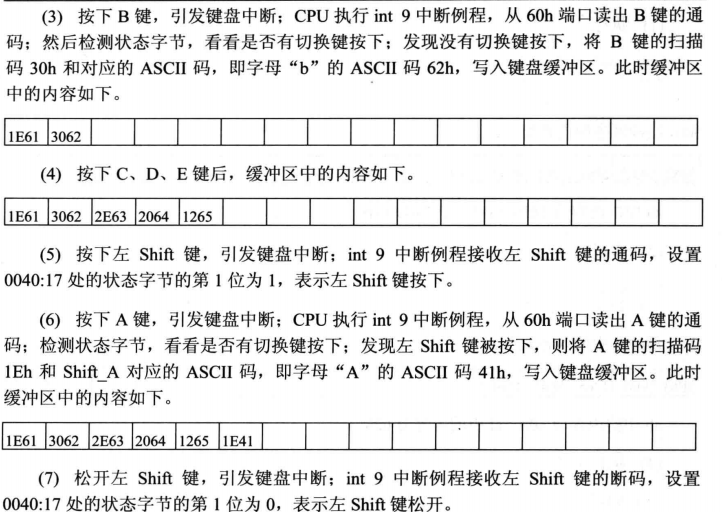 (3) 按下 B 键，引发键盘中断；CPU 执行 int 9 中断例程，从 60h 端口读出 B 键的通
码；然后检测状态字节，看看是否有切换键按下；发现没有切换键按下，将 B 键的扫描
码 30h 和对应的 ASCII 码，即字母“b”的 ASCII 码 62h，写入键盘缓冲区。此时缓冲区
中的内容如下。
1E61 3062
(4) 按下 C、D、E 键后，缓冲区中的内容如下。
1E61 3062 2E63 2064 1265
(5) 按下左 Shift 键，引发键盘中断；int 9 中断例程接收左 Shift 键的通码，设置
0040:17 处的状态字节的第 1 位为 1，表示左 Shift 键按下。
(6) 按下 A 键，引发键盘中断；CPU 执行 int 9 中断例程，从 60h 端口读出 A 键的通
码；检测状态字节，看看是否有切换键按下；发现左 Shift 键被按下，则将 A 键的扫描码
1Eh 和 Shift_A 对应的 ASCII 码，即字母“A”的 ASCII 码 41h，写入键盘缓冲区。此时
缓冲区中的内容如下。
1E61 3062 2E63 2064 1265 1E41
(7) 松开左 Shift 键，引发键盘中断；int 9 中断例程接收左 Shift 键的断码，设置
0040:17 处的状态字节的第 1 位为 0，表示左 Shift 键松开。